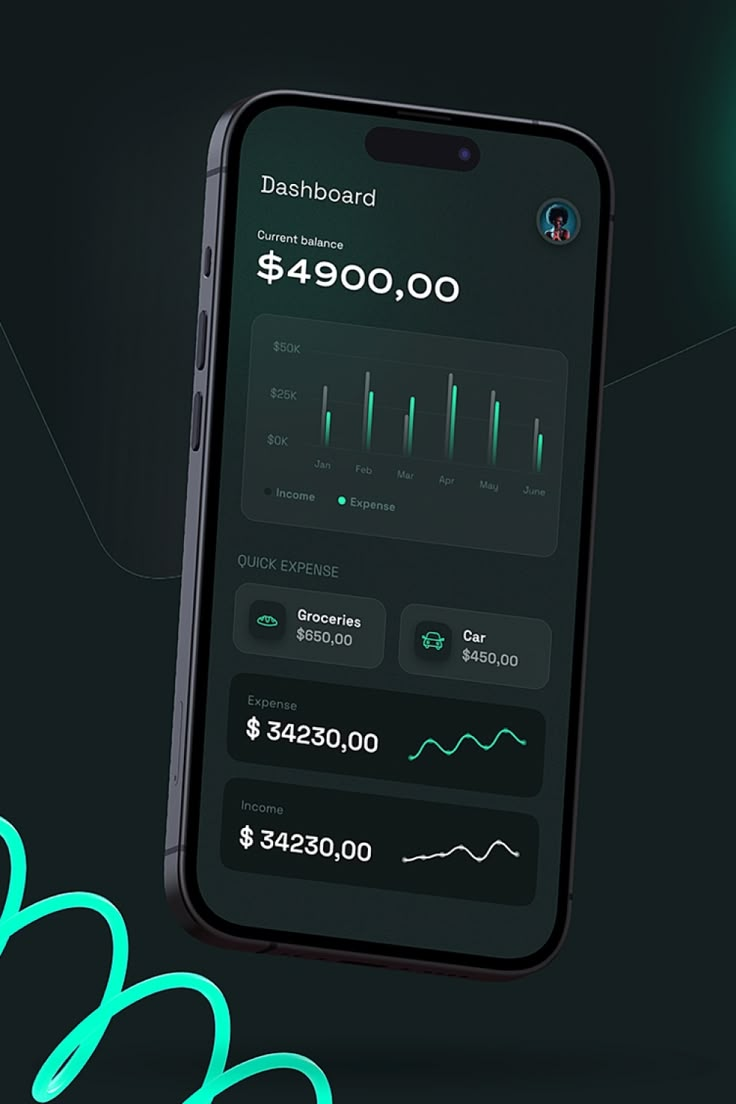 Dashboard
Current balance
$4900,00
$50K
$25K
$0K
Jan Feb Mar Apr May June
Income Expense
QUICK EXPENSE
Groceries
$650,00
Car
$450,00
Expense
$ 34230,00
Income
$ 34230,00